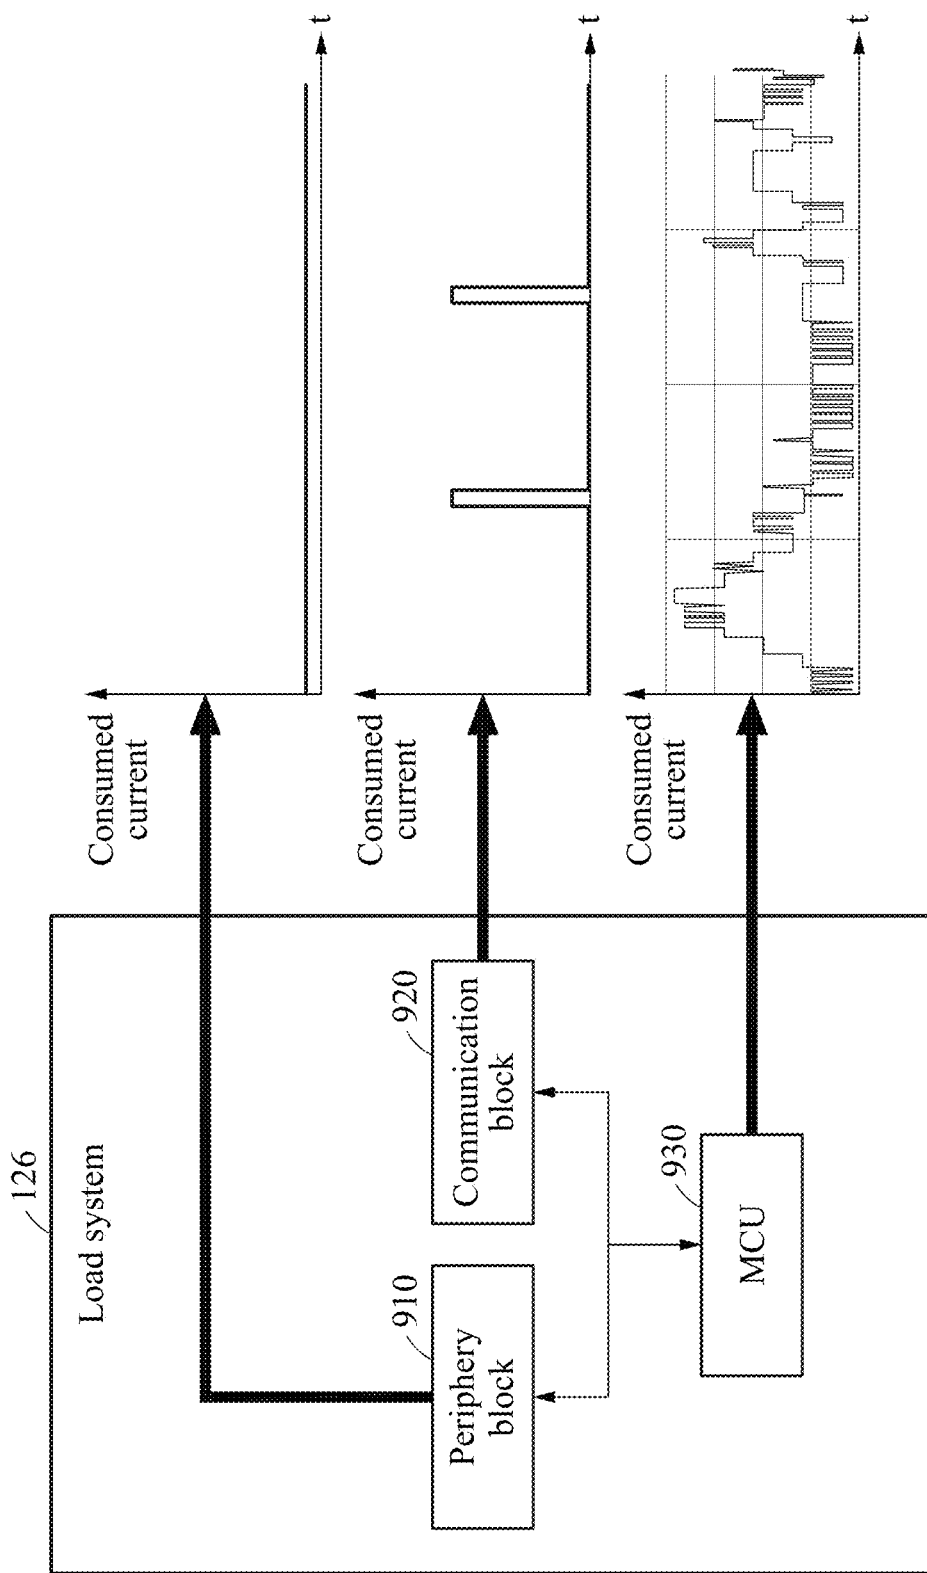 126
Load system
910
Periphery
block
920
Communication
block
930
MCU
Consumed
current
t
Consumed
current
t
Consumed
current
t